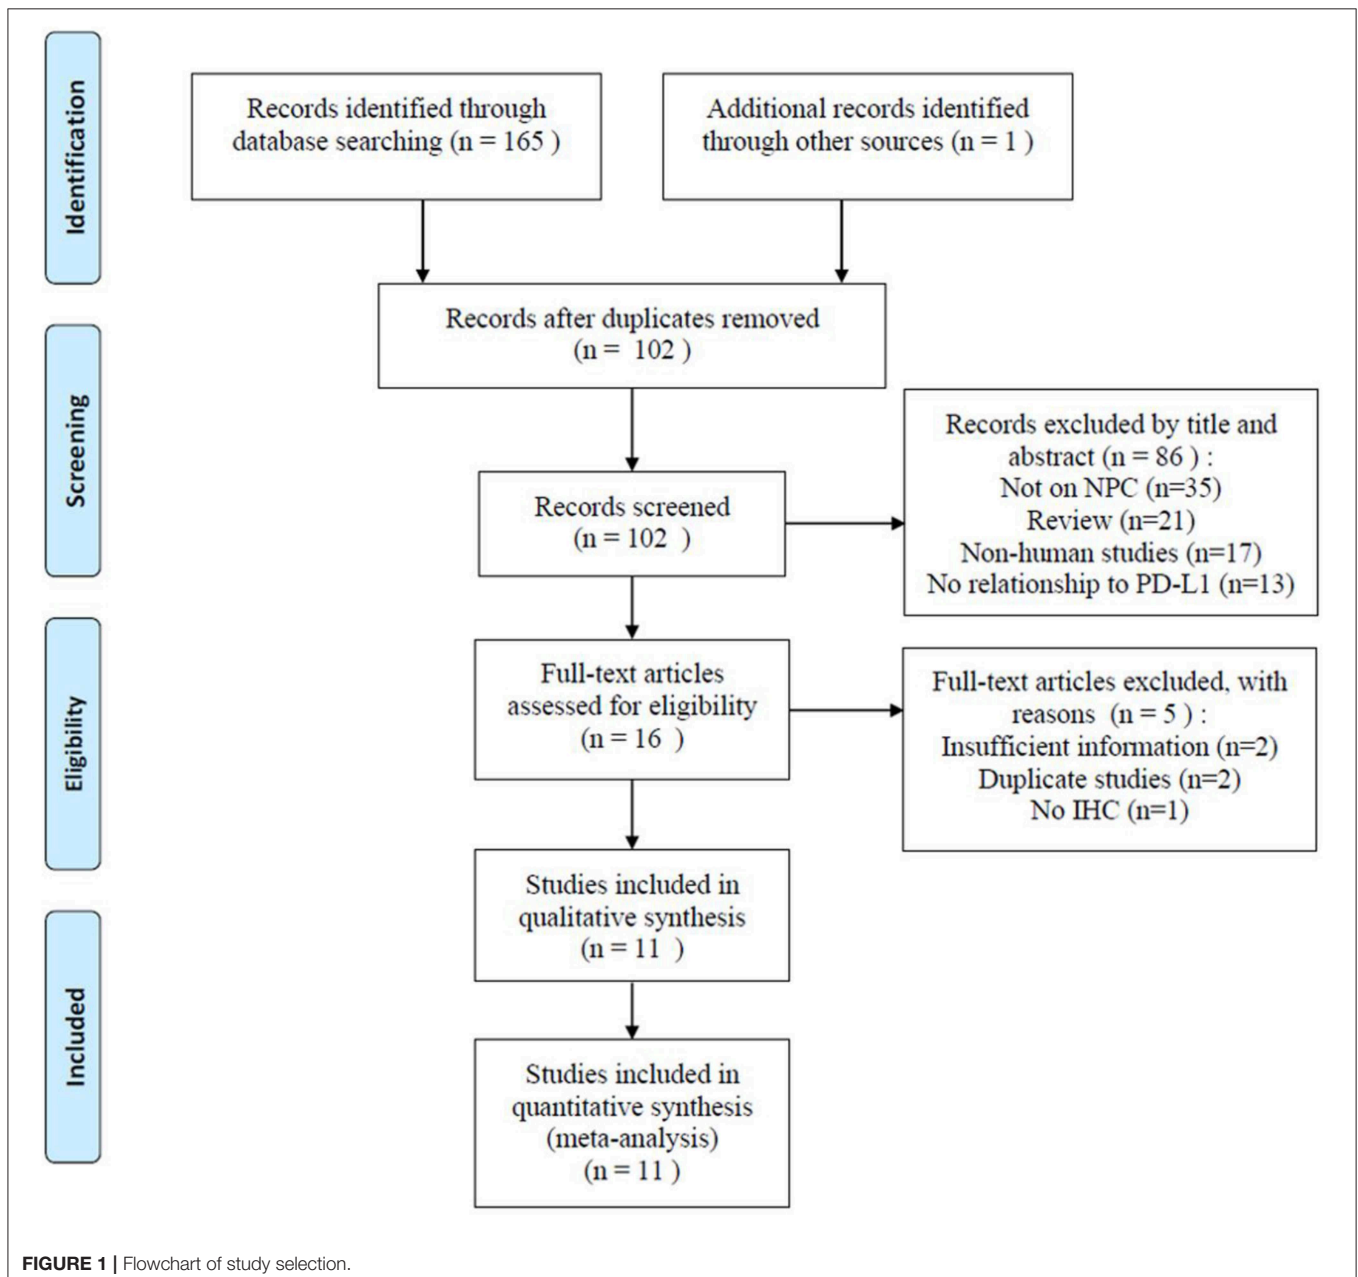 Identification
Records identified through
database searching (n = 165 )
Additional records identified
through other sources (n = 1 )
Records after duplicates removed
(n =  102 )
Screening
Records screened
(n = 102  )
Records excluded by title and
abstract (n = 86 ) :
Not on NPC (n=35)
Review (n=21)
Non-human studies (n=17)
No relationship to PD-L1 (n=13)
Eligibility
Full-text articles
assessed for eligibility
(n = 16  )
Full-text articles excluded, with
reasons  (n = 5 ) :
Insufficient information (n=2)
Duplicate studies (n=2)
No IHC (n=1)
Studies included in
qualitative synthesis
(n = 11  )
Included
Studies included in
quantitative synthesis
(meta-analysis)
(n = 11 )
FIGURE 1 | Flowchart of study selection.